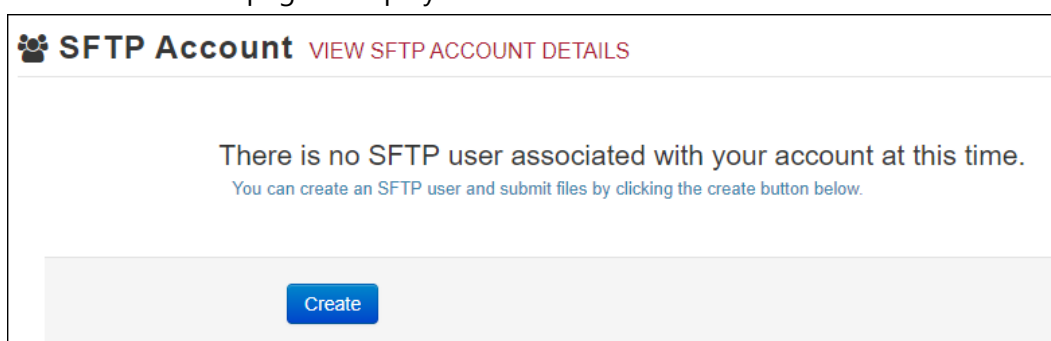 SFTP Account VIEW SFTP ACCOUNT DETAILS
There is no SFTP user associated with your account at this time.
You can create an SFTP user and submit files by clicking the create button below.
Create